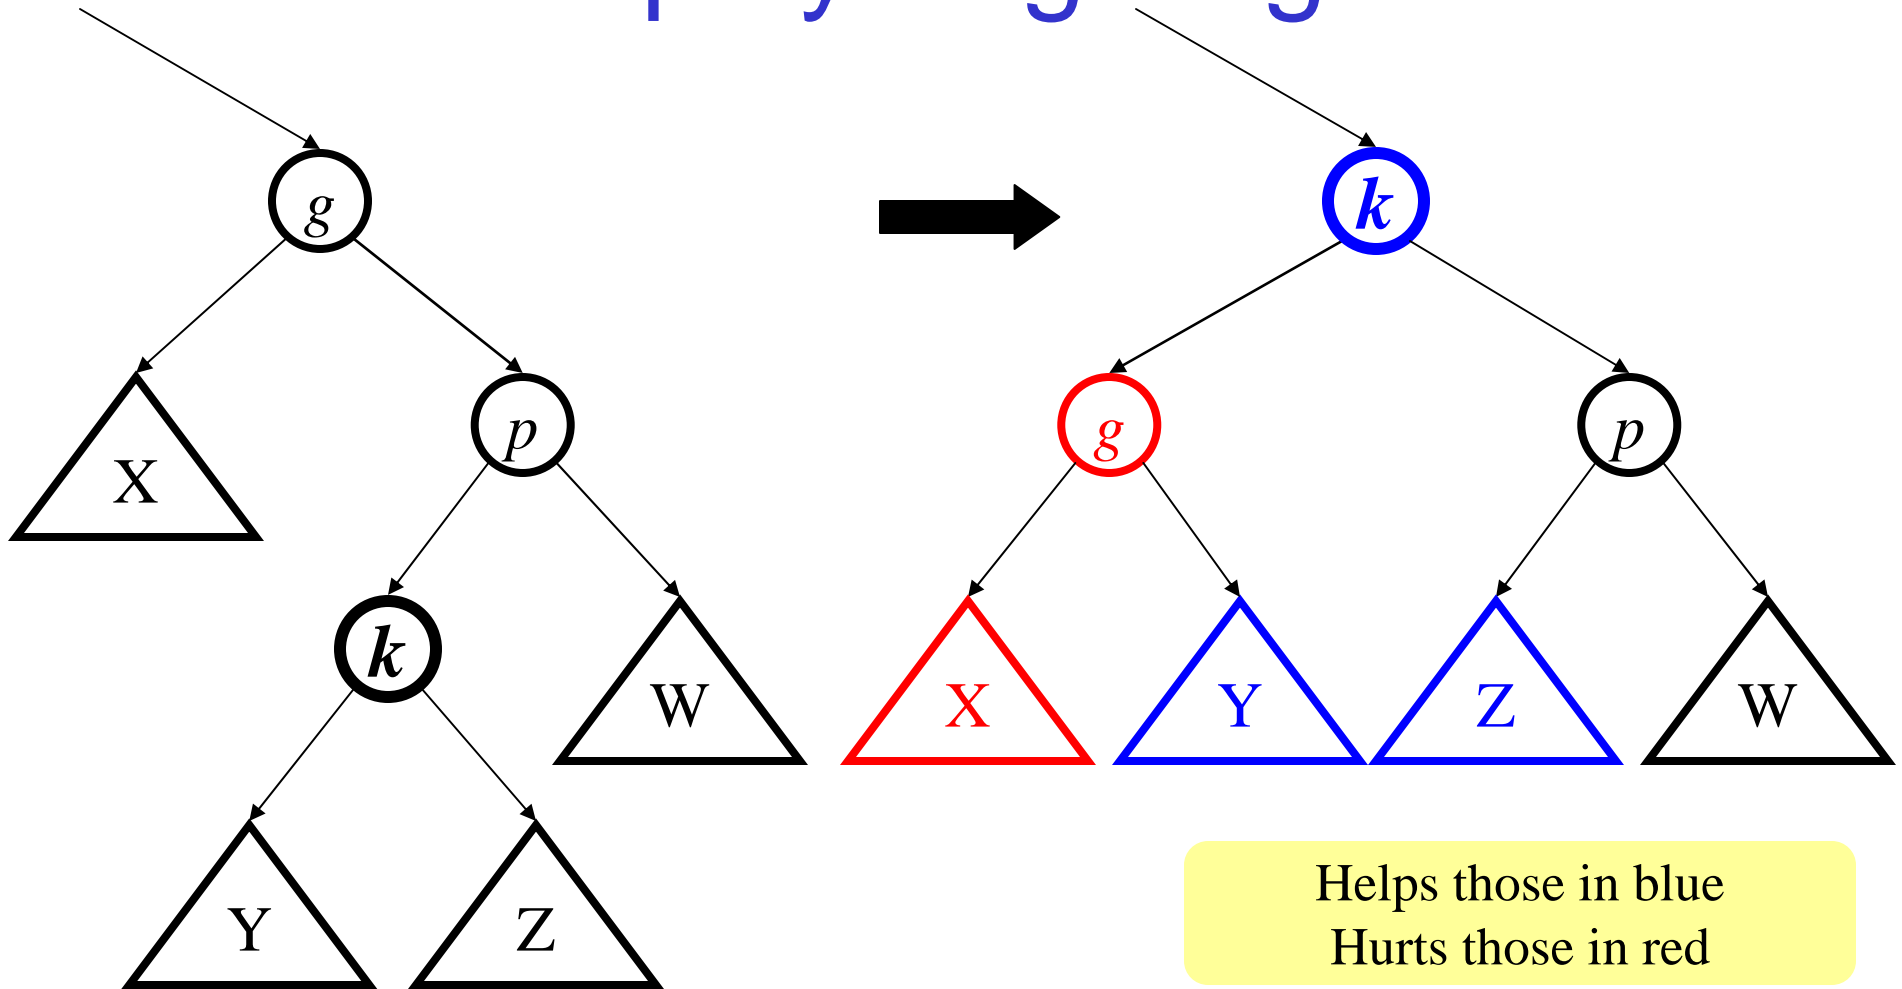 g
k
X
p
g
p
k
W
X
Y
Z
W
Y
Z
Helps those in blue
Hurts those in red